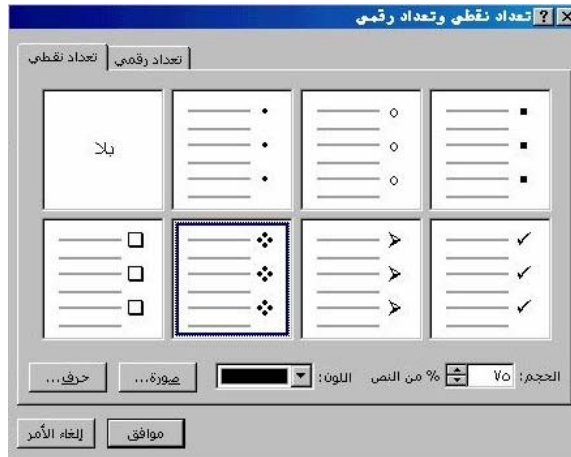 تعداد نقطي وتعداد رقمي
تعداد نقطي تعداد رقمي
بلا
الحجم: ٧٥ % من النص اللون: صورة... حرف...
موافق إلغاء الأمر